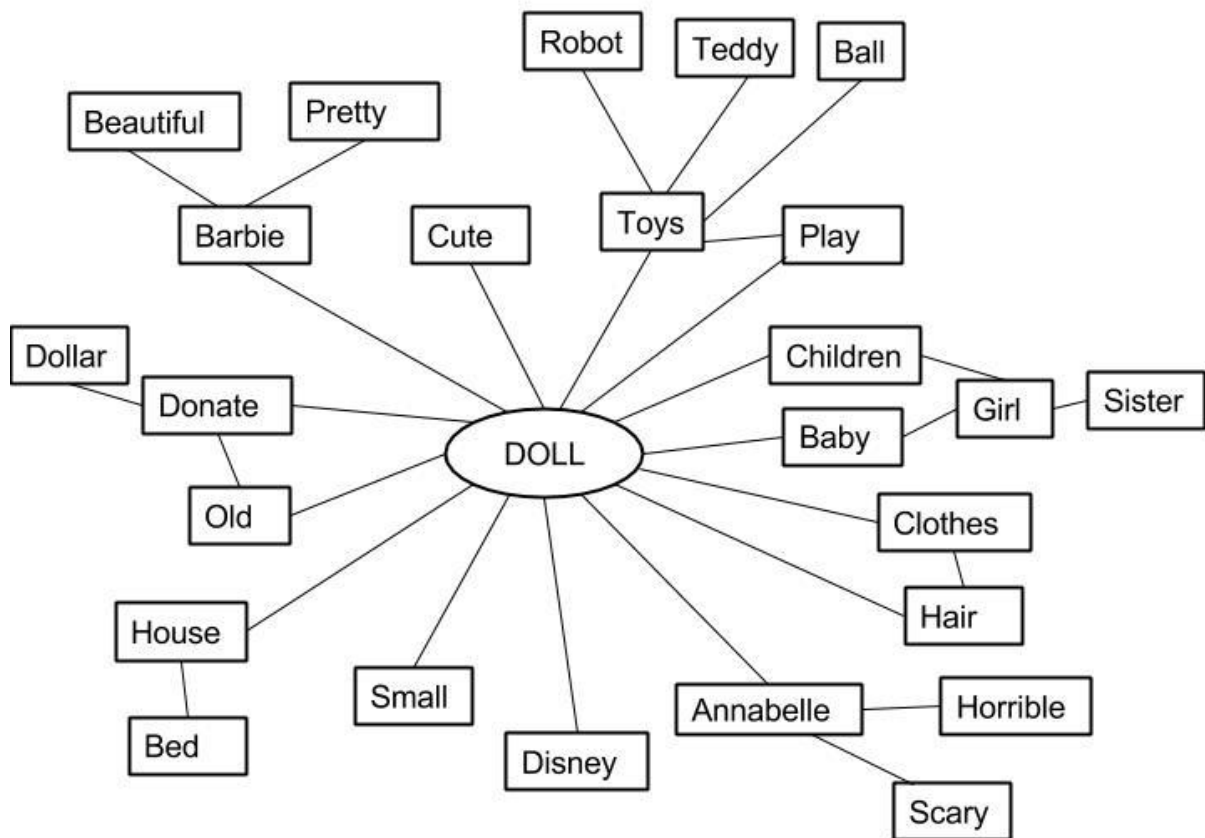 Robot
Teddy
Ball
Beautiful
Pretty
Barbie
Cute
Toys
Play
Dollar
Donate
Children
Girl
Sister
Baby
DOLL
Old
Clothes
House
Hair
Small
Annabelle
Horrible
Bed
Disney
Scary